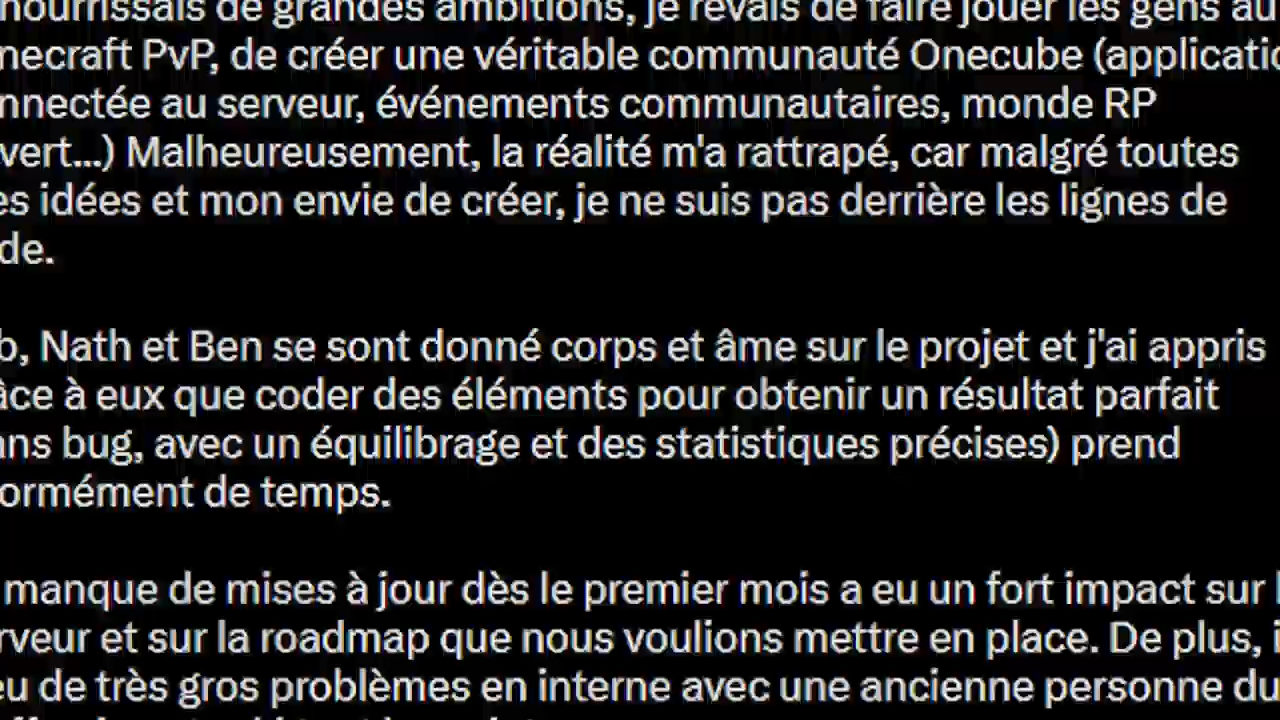 nourrissais de grandes ambitions, je rêvais de faire jouer les gens au
necraft PvP, de créer une véritable communauté Onecube (applicatio
nnectée au serveur, événements communautaires, monde RP
vert...) Malheureusement, la réalité m'a rattrapé, car malgré toutes
es idées et mon envie de créer, je ne suis pas derrière les lignes de
de.
b, Nath et Ben se sont donné corps et âme sur le projet et j'ai appris
âce à eux que coder des éléments pour obtenir un résultat parfait
ans bug, avec un équilibrage et des statistiques précises) prend
ormément de temps.
manque de mises à jour dès le premier mois a eu un fort impact sur l
rveur et sur la roadmap que nous voulions mettre en place. De plus, i
eu de très gros problèmes en interne avec une ancienne personne du